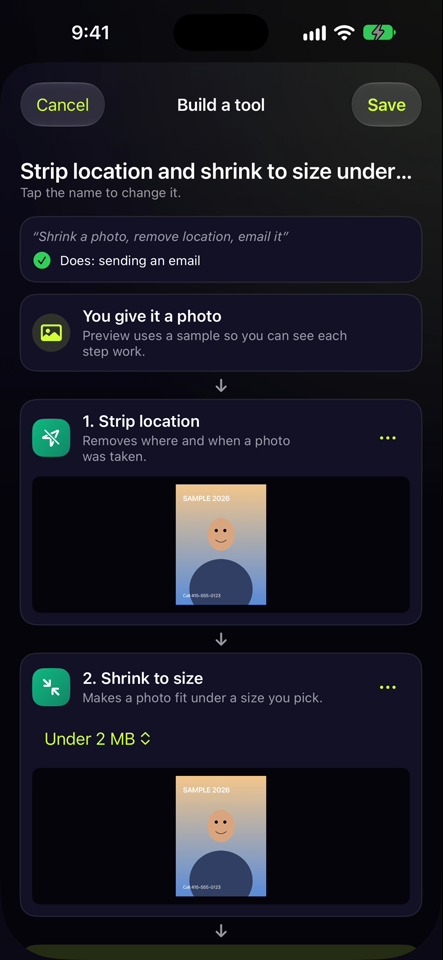 9:41
Cancel
Build a tool
Save
Strip location and shrink to size under...
Tap the name to change it.
“Shrink a photo, remove location, email it”
Does: sending an email
You give it a photo
Preview uses a sample so you can see each
step work.
1. Strip location
Removes where and when a photo
was taken.
SAMPLE 2026
Call 415-555-0123
2. Shrink to size
Makes a photo fit under a size you pick.
Under 2 MB
SAMPLE 2026
Call 415-555-0123